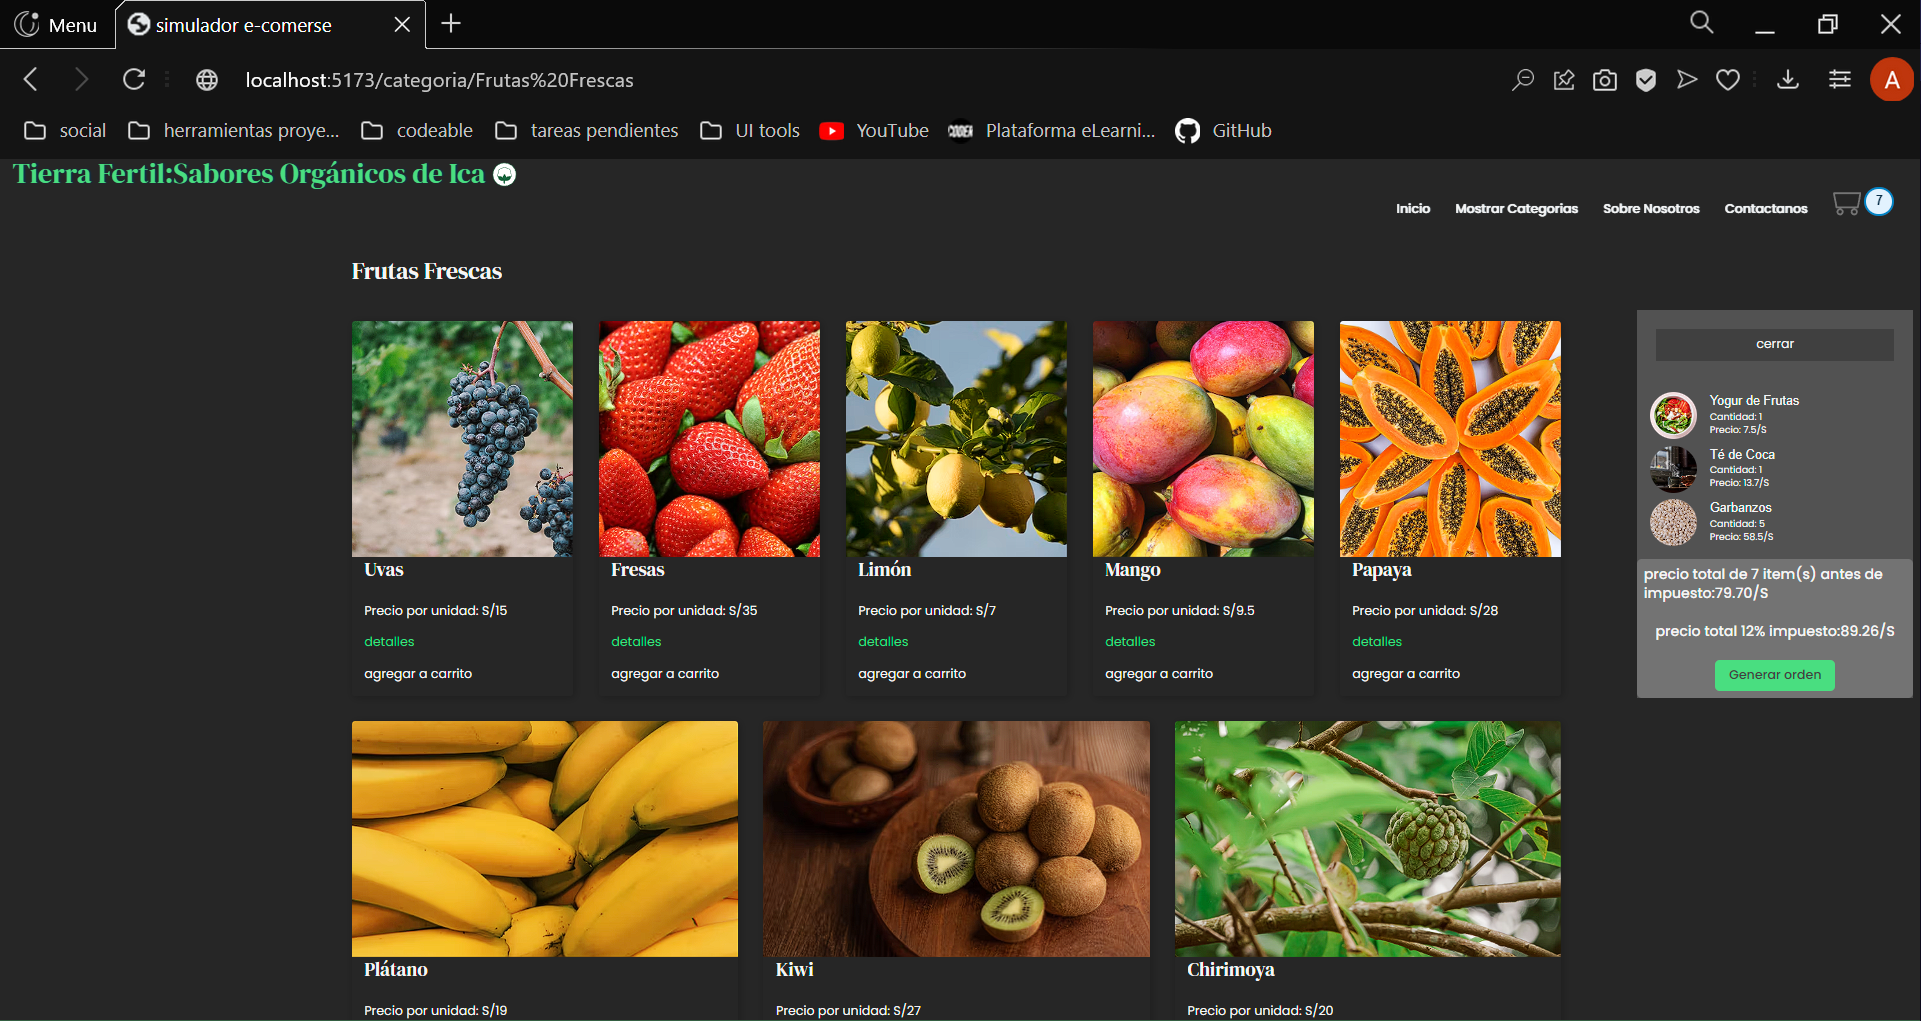 Menu
simulador e-comerse
localhost:5173/categoria/Frutas%20Frescas
A
social
herramientas proye...
codeable
tareas pendientes
UI tools
YouTube
Plataforma eLearni...
GitHub
Tierra Fertil:Sabores Orgánicos de Ica
Inicio
Mostrar Categorias
Sobre Nosotros
Contactanos
7
Frutas Frescas
Uvas
Precio por unidad: S/15
detalles
agregar a carrito
Fresas
Precio por unidad: S/35
detalles
agregar a carrito
Limón
Precio por unidad: S/7
detalles
agregar a carrito
Mango
Precio por unidad: S/9.5
detalles
agregar a carrito
Papaya
Precio por unidad: S/28
detalles
agregar a carrito
Plátano
Precio por unidad: S/19
Kiwi
Precio por unidad: S/27
Chirimoya
Precio por unidad: S/20
cerrar
Yogur de Frutas
Cantidad: 1
Precio: 7.5/S
Té de Coca
Cantidad: 1
Precio: 13.7/S
Garbanzos
Cantidad: 5
Precio: 58.5/S
precio total de 7 item(s) antes de
impuesto:79.70/S
precio total 12% impuesto:89.26/S
Generar orden